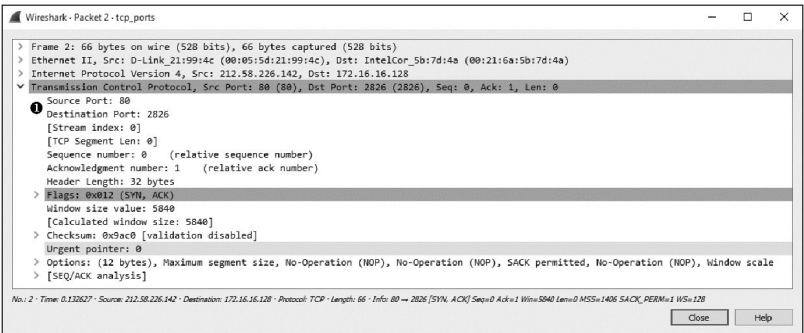 Wireshark · Packet 2 · tcp_ports
> Frame 2: 66 bytes on wire (528 bits), 66 bytes captured (528 bits)
> Ethernet II, Src: D-Link_21:99:4c (00:05:5d:21:99:4c), Dst: IntelCor_5b:7d:4a (00:21:6a:5b:7d:4a)
> Internet Protocol Version 4, Src: 212.58.226.142, Dst: 172.16.16.128
Transmission Control Protocol, Src Port: 80 (80), Dst Port: 2826 (2826), Seq: 0, Ack: 1, Len: 0
Source Port: 80
❶
Destination Port: 2826
[Stream index: 0]
[TCP Segment Len: 0]
Sequence number: 0 (relative sequence number)
Acknowledgment number: 1 (relative ack number)
Header Length: 32 bytes
> Flags: 0x012 (SYN, ACK)
Window size value: 5840
[Calculated window size: 5840]
> Checksum: 0x9ac0 [validation disabled]
Urgent pointer: 0
> Options: (12 bytes), Maximum segment size, No-Operation (NOP), No-Operation (NOP), SACK permitted, No-Operation (NOP), Window scale
> [SEQ/ACK analysis]
No.: 2 · Time: 0.132627 · Source: 212.58.226.142 · Destination: 172.16.16.128 · Protocol: TCP · Length: 66 · Info: 80 → 2826 [SYN, ACK] Seq=0 Ack=1 Win=5840 Len=0 MSS=1406 SACK_PERM=1 WS=128
Close Help